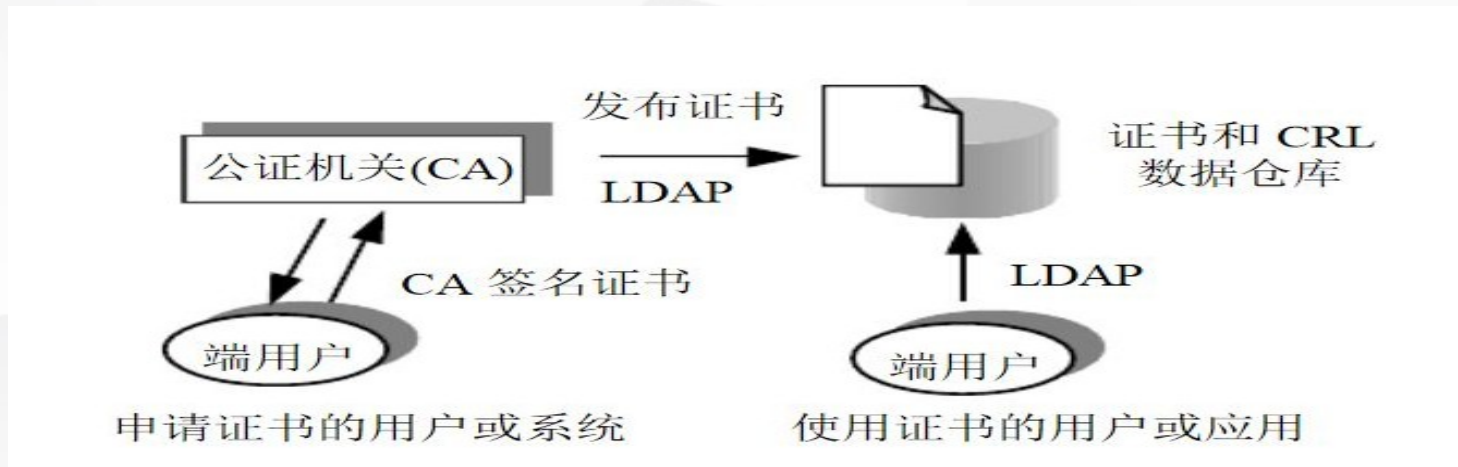 发布证书
公证机关(CA)
LDAP
证书和 CRL
数据仓库
CA 签名证书
LDAP
端用户
端用户
申请证书的用户或系统
使用证书的用户或应用